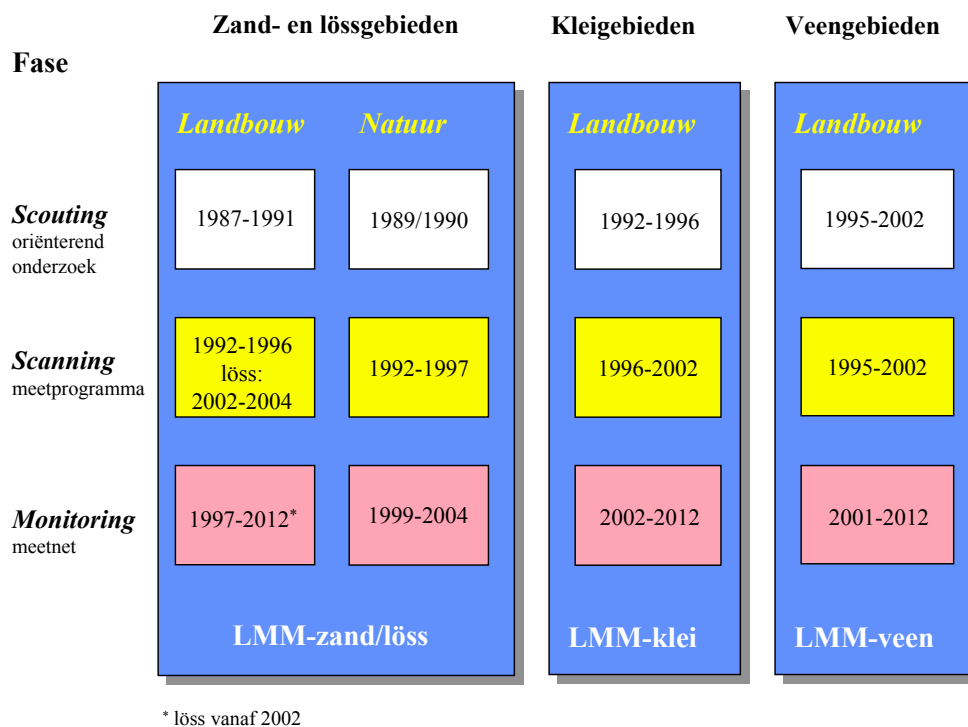 Zand- en lössgebieden Kleigebieden Veengebieden
Fase
Landbouw Natuur Landbouw Landbouw
Scouting
oriënterend
onderzoek
1987-1991 1989/1990 1992-1996 1995-2002
Scanning
meetprogramma
1992-1996
löss:
2002-2004
1992-1997 1996-2002 1995-2002
Monitoring
meetnet
1997-2012* 1999-2004 2002-2012 2001-2012
LMM-zand/löss LMM-klei LMM-veen
* löss vanaf 2002